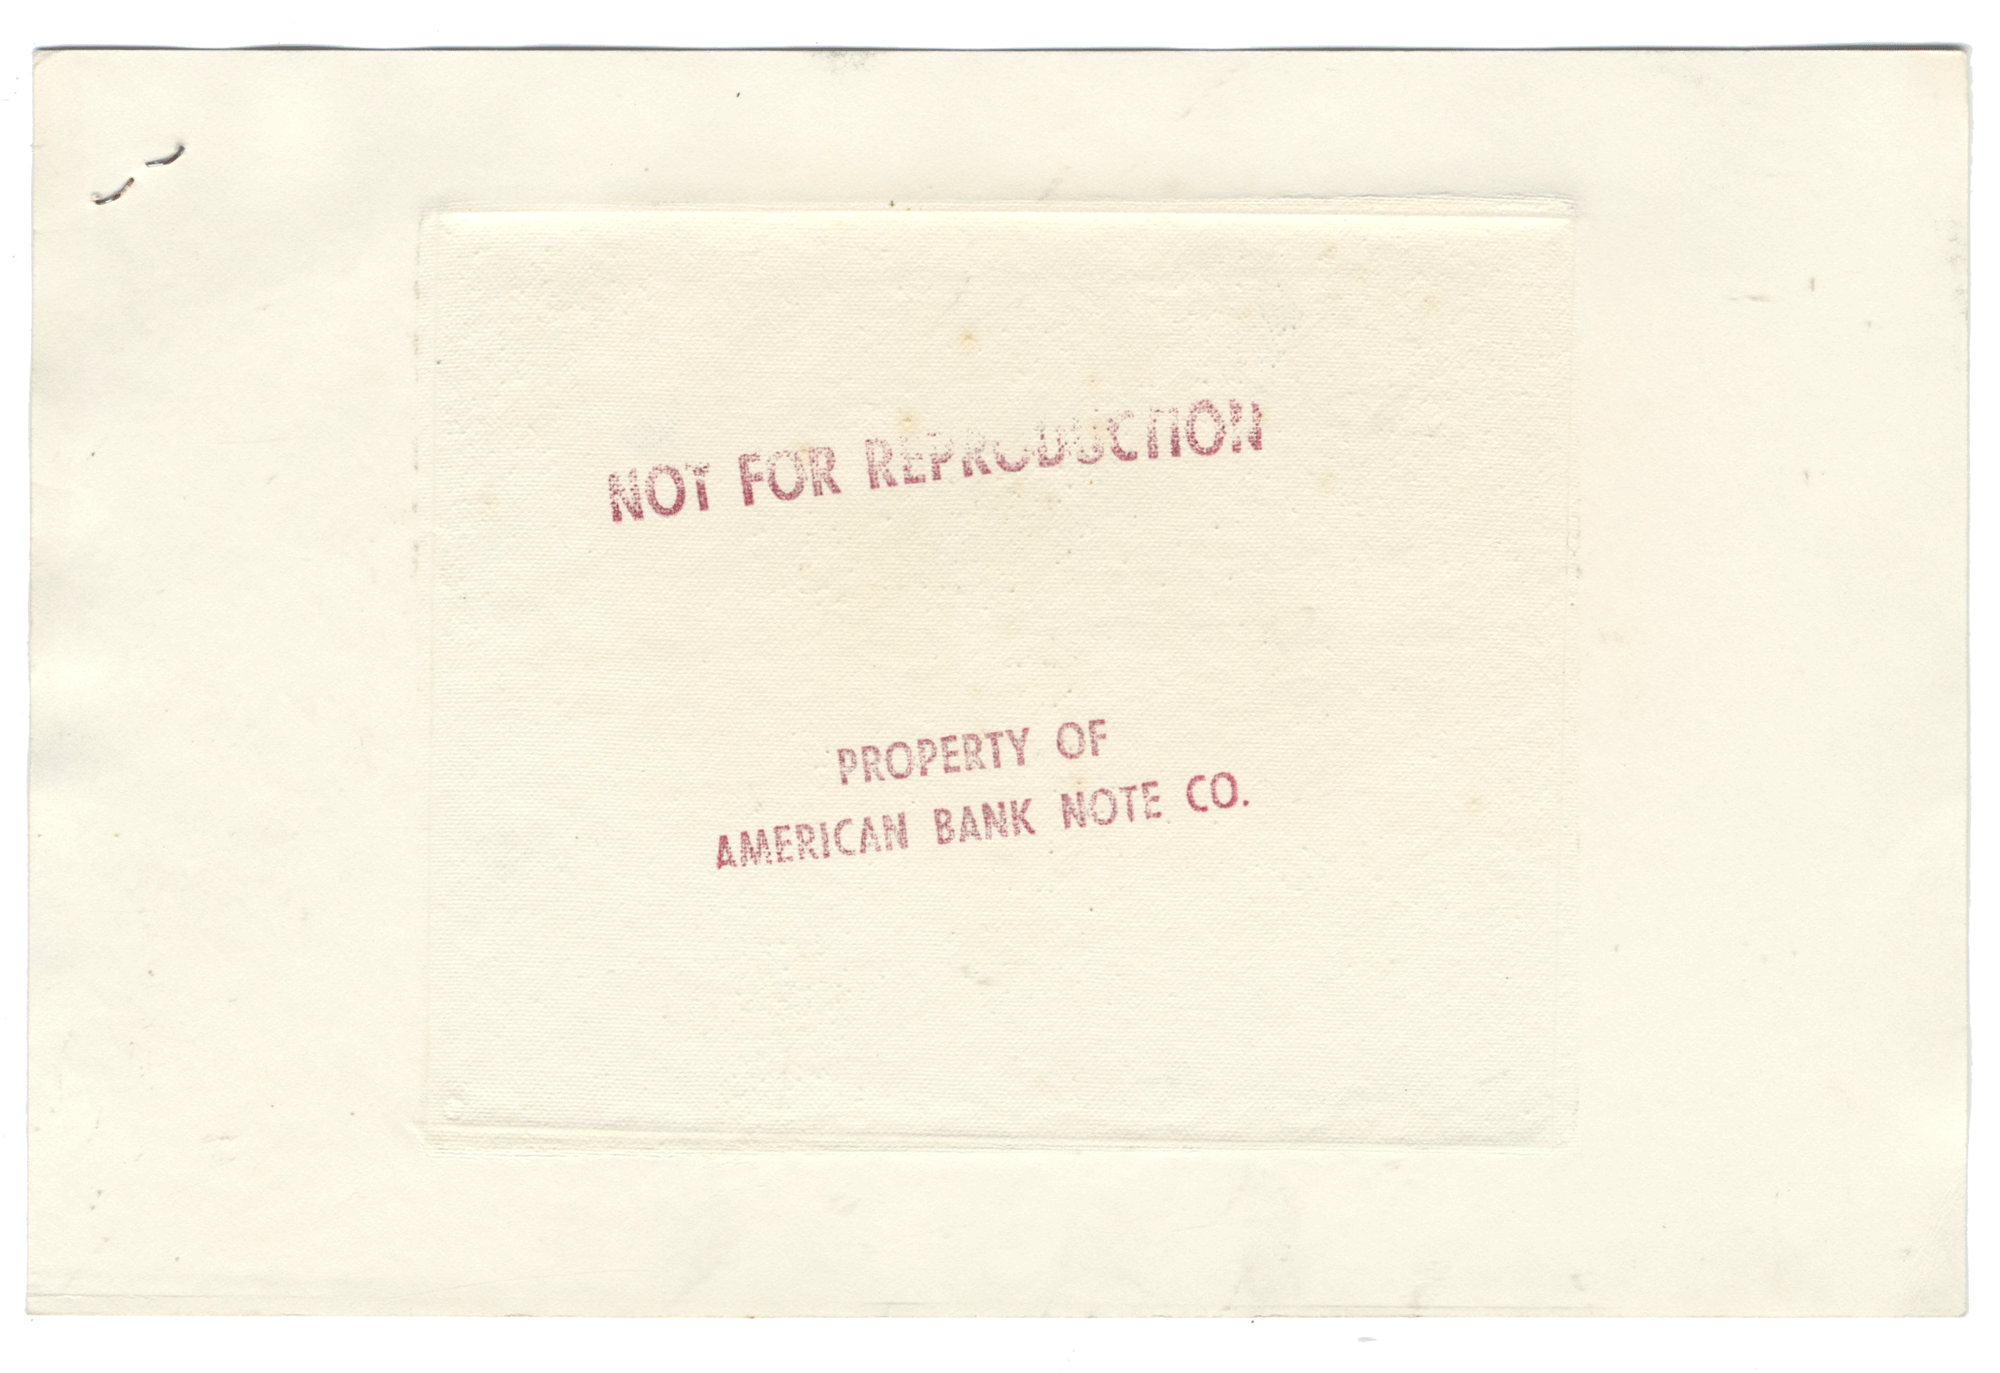 NOT FOR REPRODUCTION
PROPERTY OF
AMERICAN BANK NOTE CO.